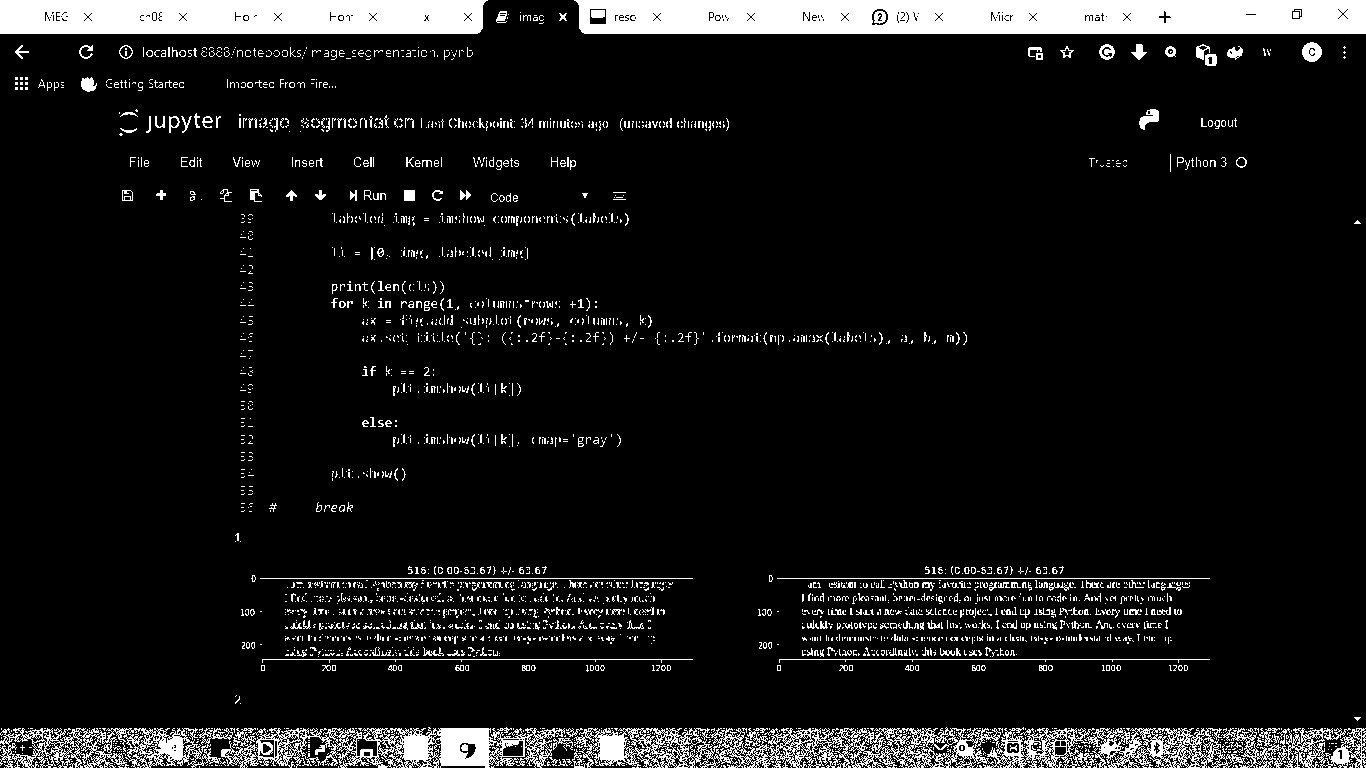 MEG
ch08
Hom
x
imag
reso
Pow
New
(2) V
Micr
mat
localhost 8888/notebooks/ mage_segmentation. pynb
Apps Getting Started Imported From Fire...
jupyter image_segmentation Last Checkpoint: 34 minutes ago (unsaved changes)
Logout
File Edit View Insert Cell Kernel Widgets Help
Trusted Python 3
Run Code
39 labeled_img = imshow_components(labels)
40
41 li = [0, img, labeled_img]
42
43 print(len(cls))
44 for k in range(1, columns*rows +1):
45 ax = fig.add_subplot(rows, columns, k)
46 ax.set_title('{}: ({:.2f}-{:.2f}) +/- {:.2f}'.format(np.amax(labels), a, b, m))
47
48 if k == 2:
49 plt.imshow(li[k])
50
51 else:
52 plt.imshow(li[k], cmap='gray')
53
54 plt.show()
55
56 # break
1
516: (0.00-63.67) +/- 63.67
0
100
200
0 200 400 600 800 1000 1200
516: (0.00-63.67) +/- 63.67
I am hesitant to call Python my favorite programming language. There are other languages
I find more pleasant, better-designed, or just more fun to code in. And yet pretty much
every time I start a new data science project, I end up using Python. Every time I need to
quickly prototype something that just works, I end up using Python. And every time I
want to demonstrate data science concepts in a clear, easy-to-understand way, I end up
using Python. Accordingly, this book uses Python.
0
100
200
0 200 400 600 800 1000 1200
2